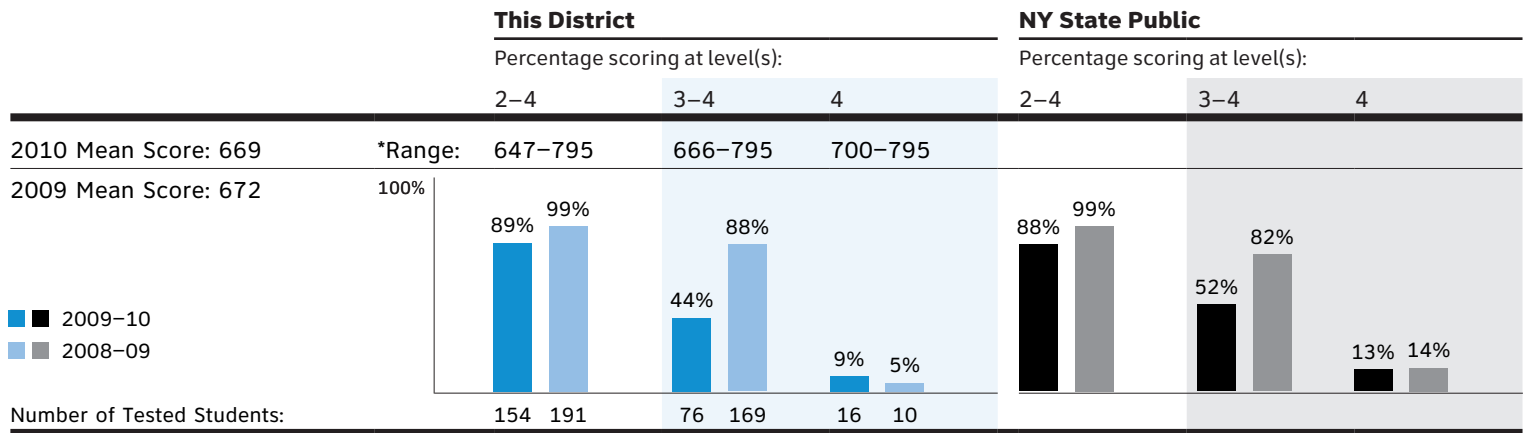 This District NY State Public
Percentage scoring at level(s): Percentage scoring at level(s):
2–4 3–4 4 2–4 3–4 4
2010 Mean Score: 669 *Range: 647–795 666–795 700–795
2009 Mean Score: 672 100%
89% 99% 44% 88% 9% 5% 88% 99% 52% 82% 13% 14%
2009–10
2008–09
Number of Tested Students: 154 191 76 169 16 10